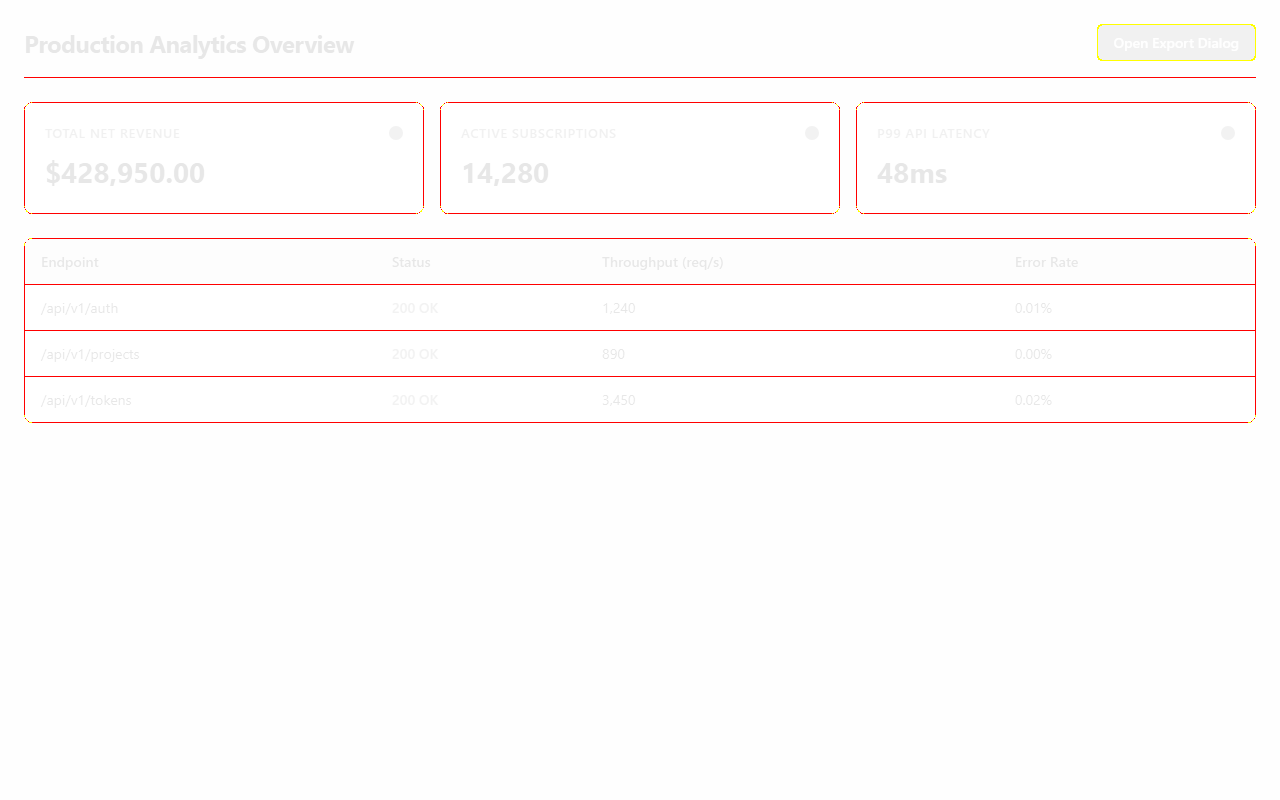 Production Analytics Overview
Open Export Dialog
TOTAL NET REVENUE
$428,950.00
ACTIVE SUBSCRIPTIONS
14,280
P99 API LATENCY
48ms
Endpoint Status Throughput (req/s) Error Rate
/api/v1/auth 200 OK 1,240 0.01%
/api/v1/projects 200 OK 890 0.00%
/api/v1/tokens 200 OK 3,450 0.02%